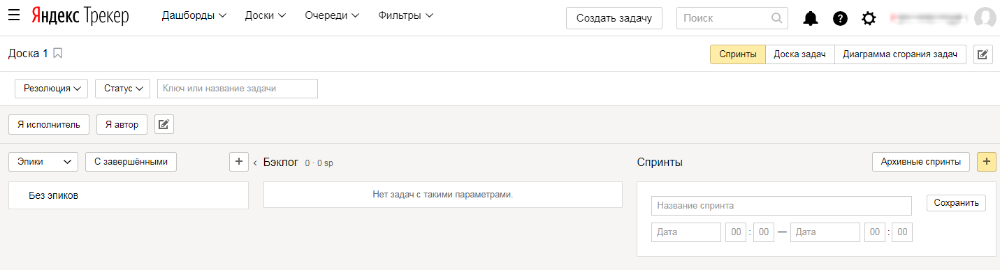 Яндекс Трекер Дашборды Доски Очереди Фильтры Создать задачу Поиск
Доска 1 Спринты Доска задач Диаграмма сгорания задач
Резолюция Статус Ключ или название задачи
Я исполнитель Я автор
Эпики С завершёнными + Бэклог 0 · 0 sp Спринты Архивные спринты +
Без эпиков Нет задач с такими параметрами.
Название спринта Сохранить
Дата 00 : 00 — Дата 00 : 00